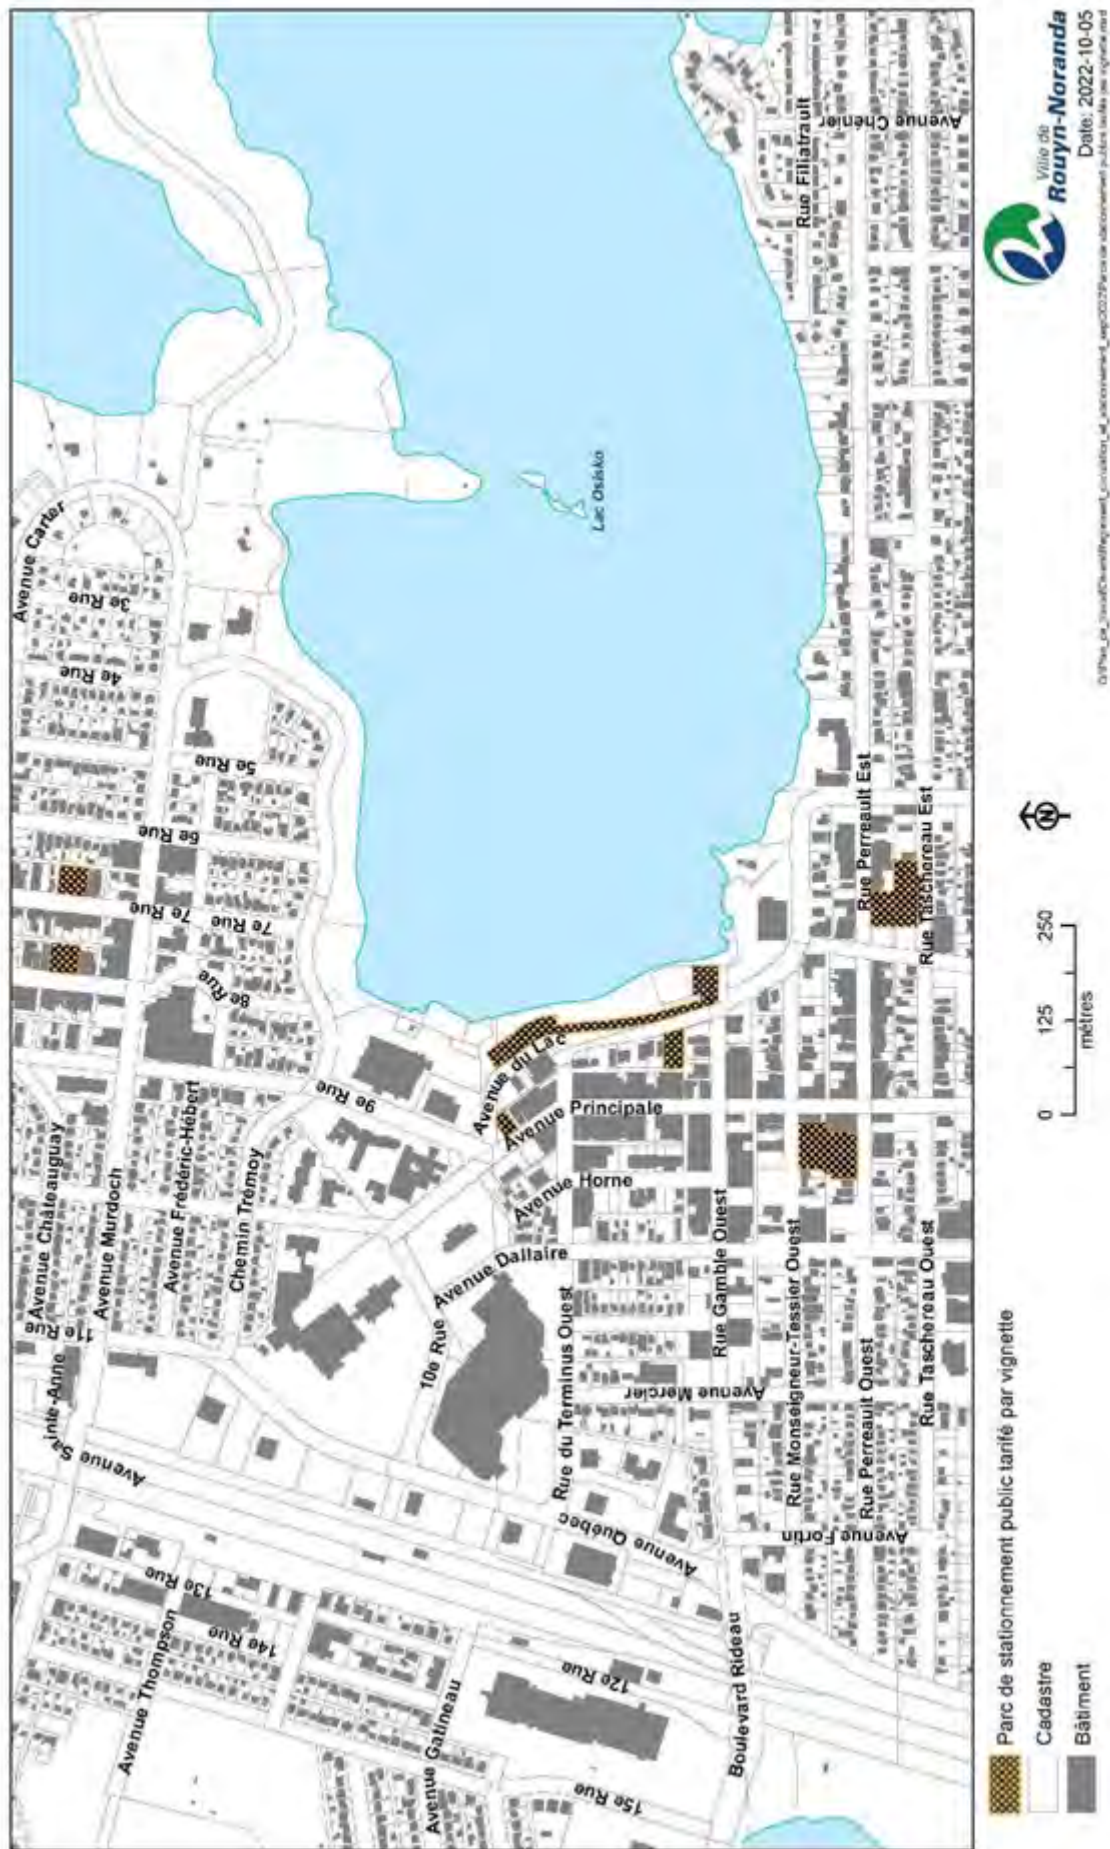 Avenue Carter
3e Rue
4e Rue
5e Rue
6e Rue
7e Rue
7e Rue
8e Rue
9e Rue
Avenue Châteauguay
Avenue Murdoch
Avenue Frédéric-Hébert
Chemin Trémoy
11e Rue
Avenue Sainte-Anne
10e Rue
13e Rue
14e Rue
Avenue Thompson
Avenue Gatineau
12e Rue
15e Rue
Boulevard Rideau
Avenue Québec
Rue du Terminus Ouest
Avenue Dallaire
Avenue Horne
Avenue Principale
Avenue du Lac
Lac Osisko
Rue Gamble Ouest
Avenue Mercier
Rue Monseigneur-Tessier Ouest
Rue Perreault Ouest
Avenue Fortin
Rue Taschereau Ouest
Rue Perreault Est
Rue Taschereau Est
Rue Filiatrault
Avenue Chénier
Parc de stationnement public tarifé par vignette
Cadastre
Bâtiment
0 125 250
mètres
N
Ville de
Rouyn-Noranda
Date: 2022-10-05